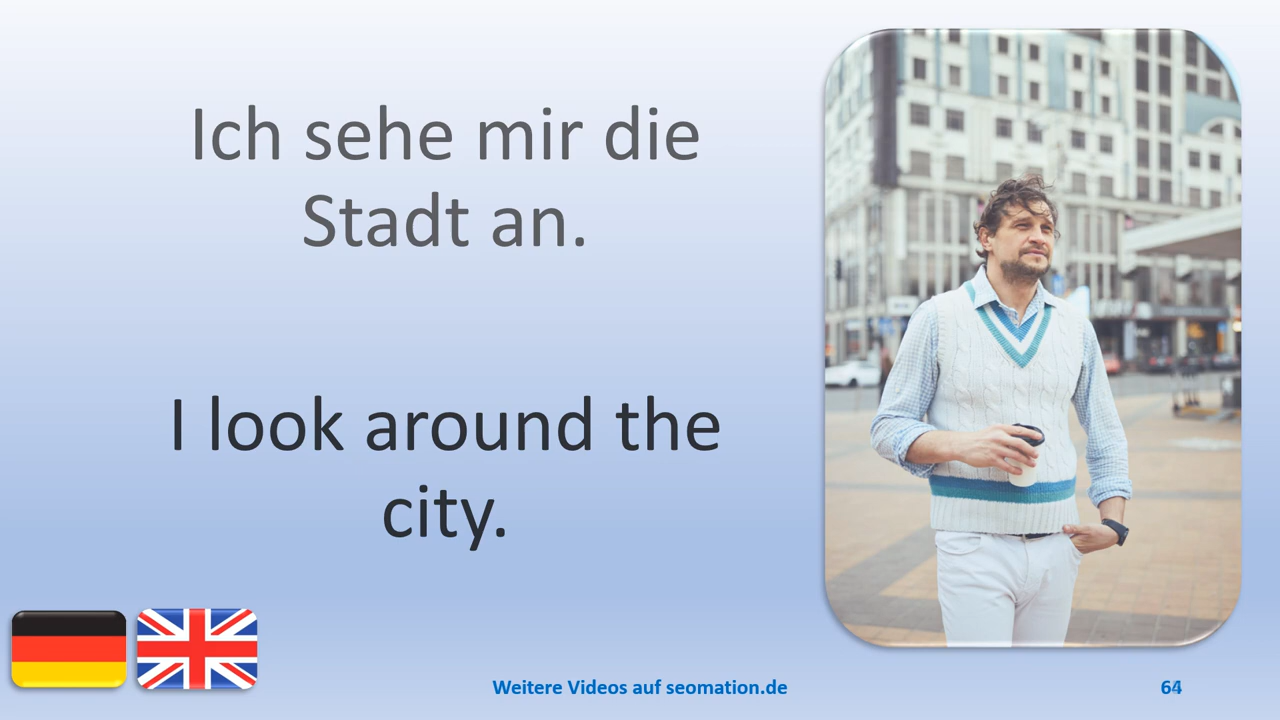 Ich sehe mir die
Stadt an.
I look around the
city.
Weitere Videos auf seomation.de
64